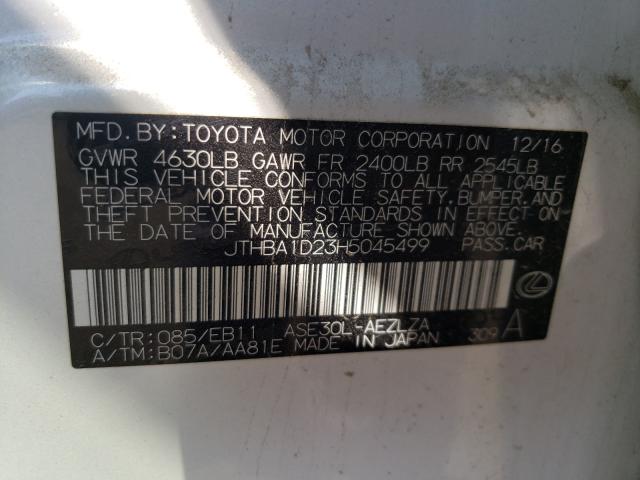 MFD. BY: TOYOTA MOTOR CORPORATION 12/16
GVWR 4630LB GAWR FR 2400LB RR 2545LB
THIS VEHICLE CONFORMS TO ALL APPLICABLE
FEDERAL MOTOR VEHICLE SAFETY, BUMPER, AND
THEFT PREVENTION STANDARDS IN EFFECT ON
THE DATE OF MANUFACTURE SHOWN ABOVE.
JTHBA1D23H5045499 PASS. CAR
C/TR: 085/EB11 ASE30L-AEZLZA
A/TM: B07A/AA81E MADE IN JAPAN 309 A